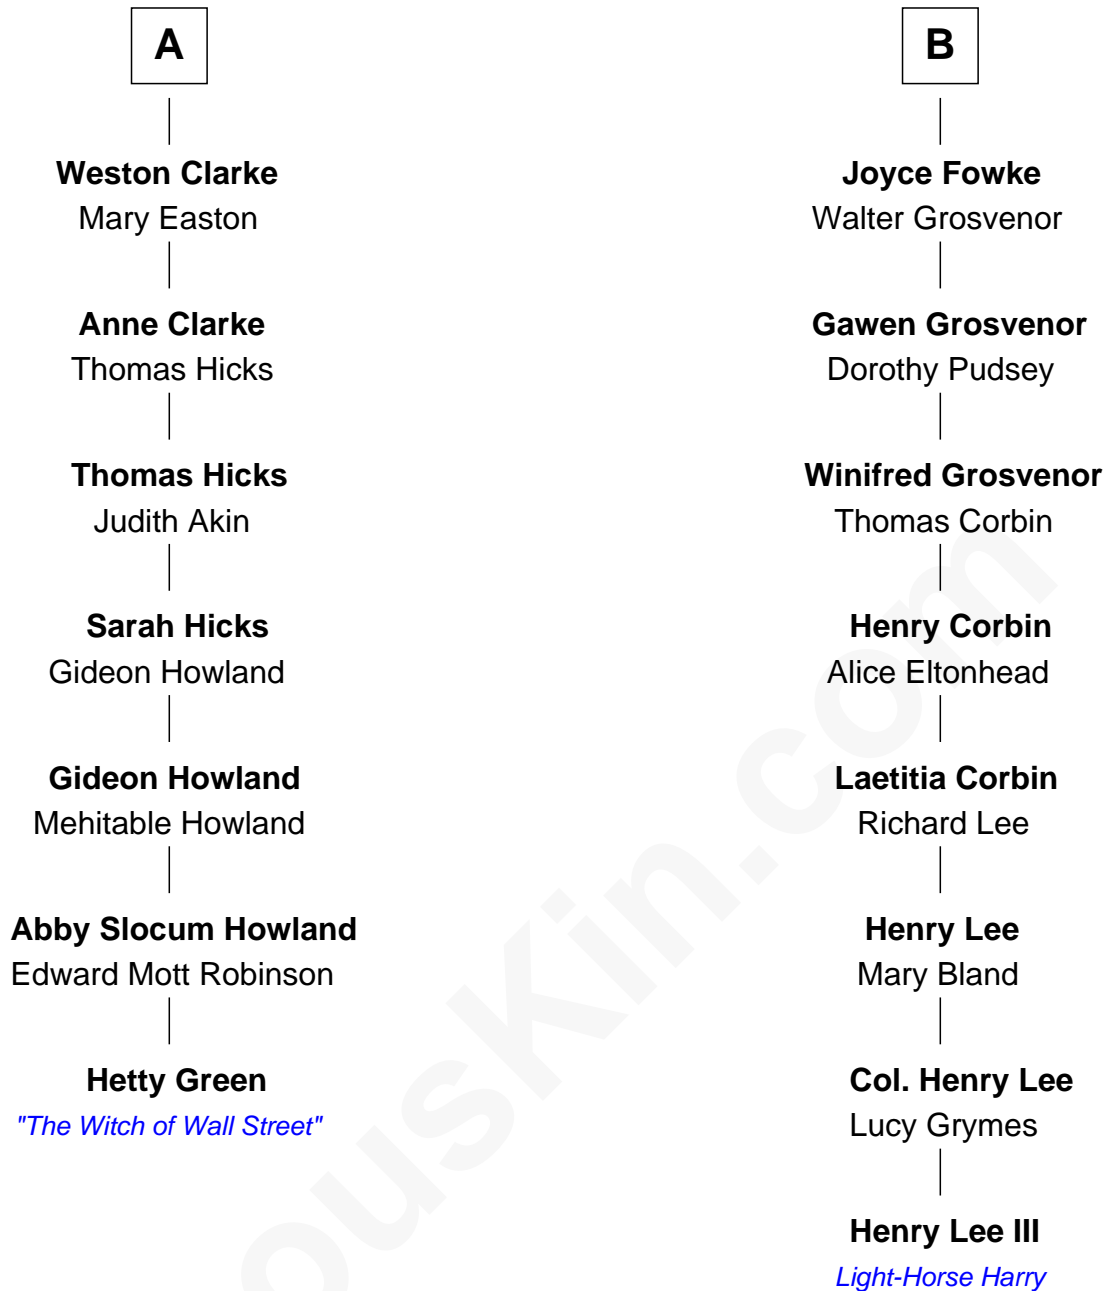 A
Weston Clarke
Mary Easton
Anne Clarke
Thomas Hicks
Thomas Hicks
Judith Akin
Sarah Hicks
Gideon Howland
Gideon Howland
Mehitable Howland
Abby Slocum Howland
Edward Mott Robinson
Hetty Green
"The Witch of Wall Street"
B
Joyce Fowke
Walter Grosvenor
Gawen Grosvenor
Dorothy Pudsey
Winifred Grosvenor
Thomas Corbin
Henry Corbin
Alice Eltonhead
Laetitia Corbin
Richard Lee
Henry Lee
Mary Bland
Col. Henry Lee
Lucy Grymes
Henry Lee III
Light-Horse Harry
ousKin.com